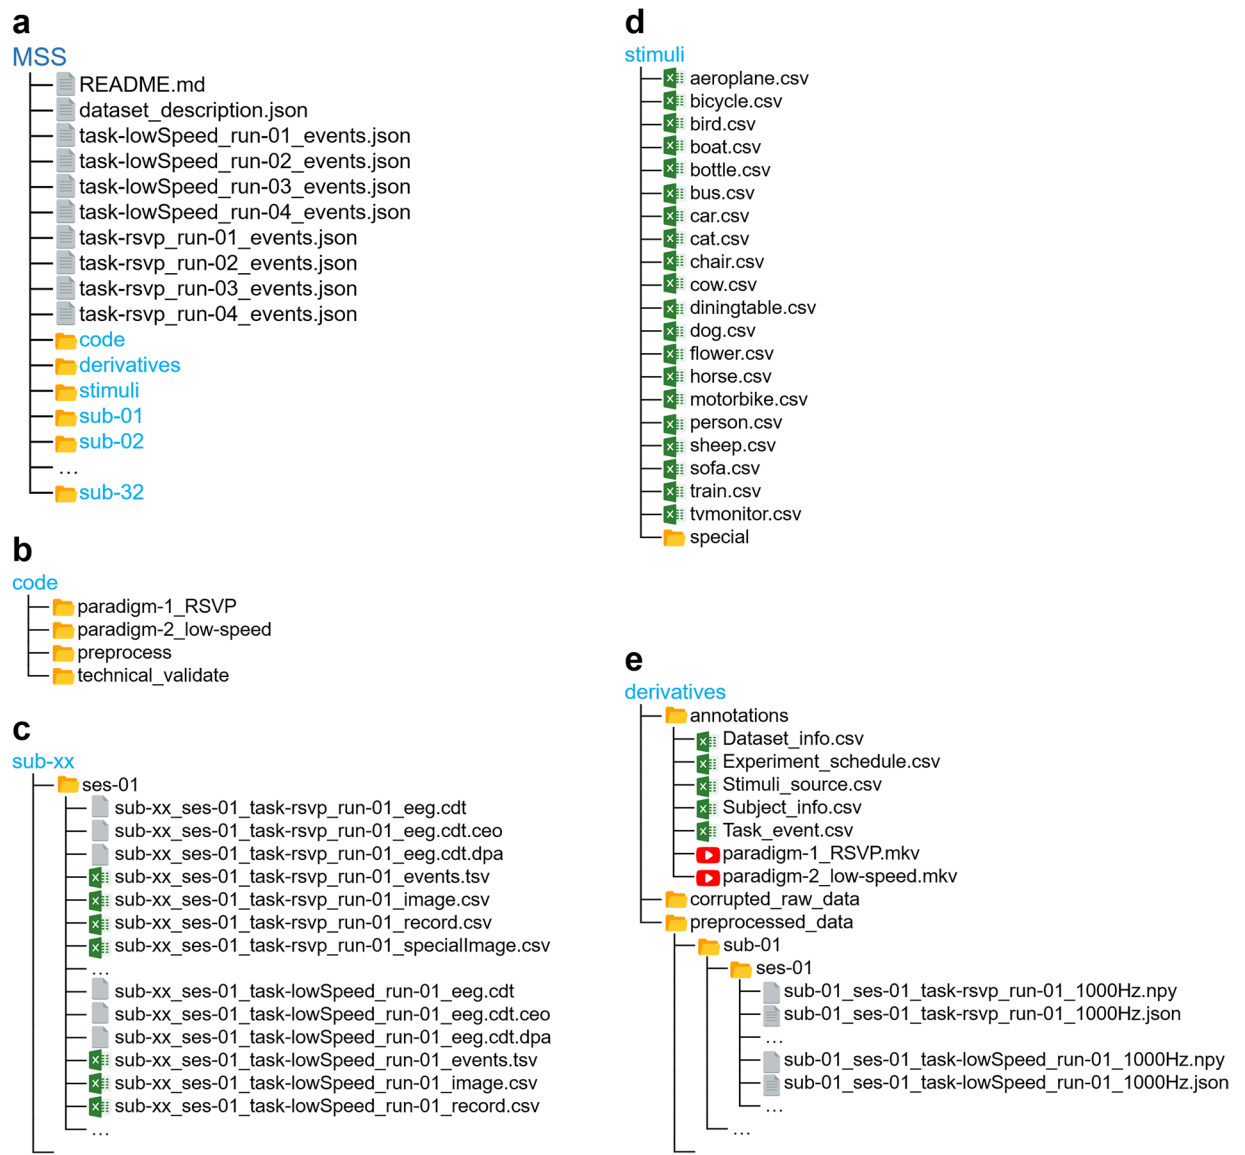 a
MSS
README.md
dataset_description.json
task-lowSpeed_run-01_events.json
task-lowSpeed_run-02_events.json
task-lowSpeed_run-03_events.json
task-lowSpeed_run-04_events.json
task-rsvp_run-01_events.json
task-rsvp_run-02_events.json
task-rsvp_run-03_events.json
task-rsvp_run-04_events.json
code
derivatives
stimuli
sub-01
sub-02
...
sub-32
b
code
paradigm-1_RSVP
paradigm-2_low-speed
preprocess
technical_validate
c
sub-xx
ses-01
sub-xx_ses-01_task-rsvp_run-01_eeg.cdt
sub-xx_ses-01_task-rsvp_run-01_eeg.cdt.ceo
sub-xx_ses-01_task-rsvp_run-01_eeg.cdt.dpa
sub-xx_ses-01_task-rsvp_run-01_events.tsv
sub-xx_ses-01_task-rsvp_run-01_image.csv
sub-xx_ses-01_task-rsvp_run-01_record.csv
sub-xx_ses-01_task-rsvp_run-01_specialImage.csv
...
sub-xx_ses-01_task-lowSpeed_run-01_eeg.cdt
sub-xx_ses-01_task-lowSpeed_run-01_eeg.cdt.ceo
sub-xx_ses-01_task-lowSpeed_run-01_eeg.cdt.dpa
sub-xx_ses-01_task-lowSpeed_run-01_events.tsv
sub-xx_ses-01_task-lowSpeed_run-01_image.csv
sub-xx_ses-01_task-lowSpeed_run-01_record.csv
...
d
stimuli
aeroplane.csv
bicycle.csv
bird.csv
boat.csv
bottle.csv
bus.csv
car.csv
cat.csv
chair.csv
cow.csv
diningtable.csv
dog.csv
flower.csv
horse.csv
motorbike.csv
person.csv
sheep.csv
sofa.csv
train.csv
tvmonitor.csv
special
e
derivatives
annotations
Dataset_info.csv
Experiment_schedule.csv
Stimuli_source.csv
Subject_info.csv
Task_event.csv
paradigm-1_RSVP.mkv
paradigm-2_low-speed.mkv
corrupted_raw_data
preprocessed_data
sub-01
ses-01
sub-01_ses-01_task-rsvp_run-01_1000Hz.npy
sub-01_ses-01_task-rsvp_run-01_1000Hz.json
...
sub-01_ses-01_task-lowSpeed_run-01_1000Hz.npy
sub-01_ses-01_task-lowSpeed_run-01_1000Hz.json
...
...